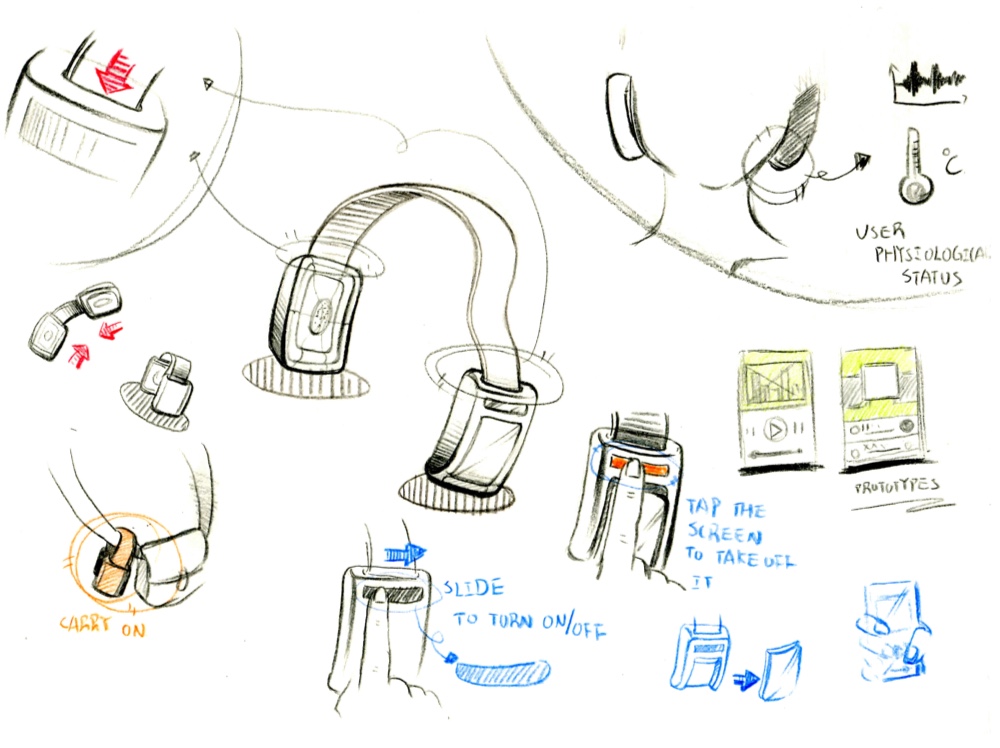 °C
USER
PHYSIOLOGICAL
STATUS
PROTOTYPES
TAP THE
SCREEN
TO TAKE OFF
IT
SLIDE
TO TURN ON/OFF
CARRY ON